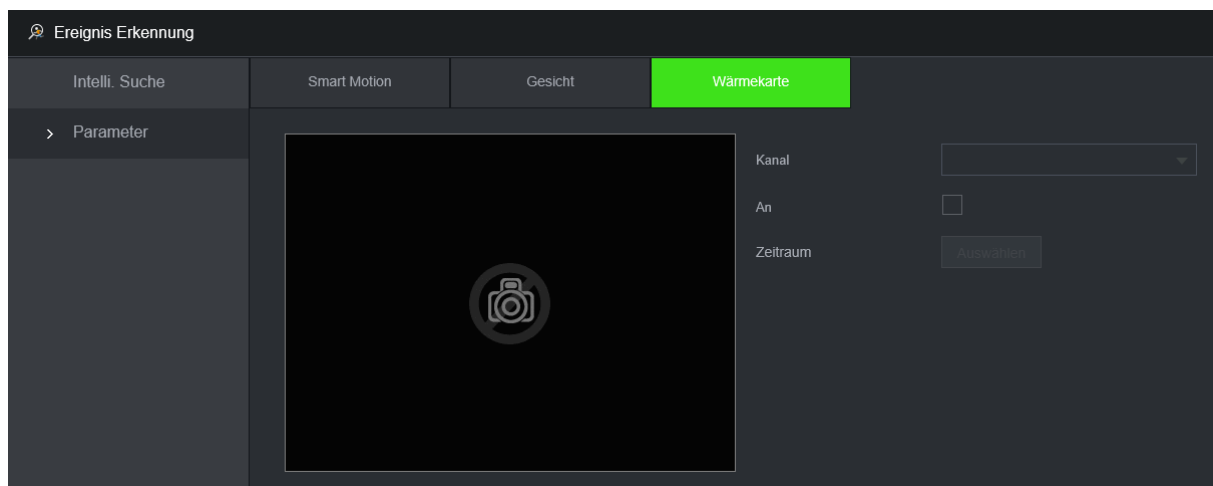 Ereignis Erkennung
Intelli. Suche
Smart Motion
Gesicht
Wärmekarte
Parameter
Kanal
An
Zeitraum
Auswählen